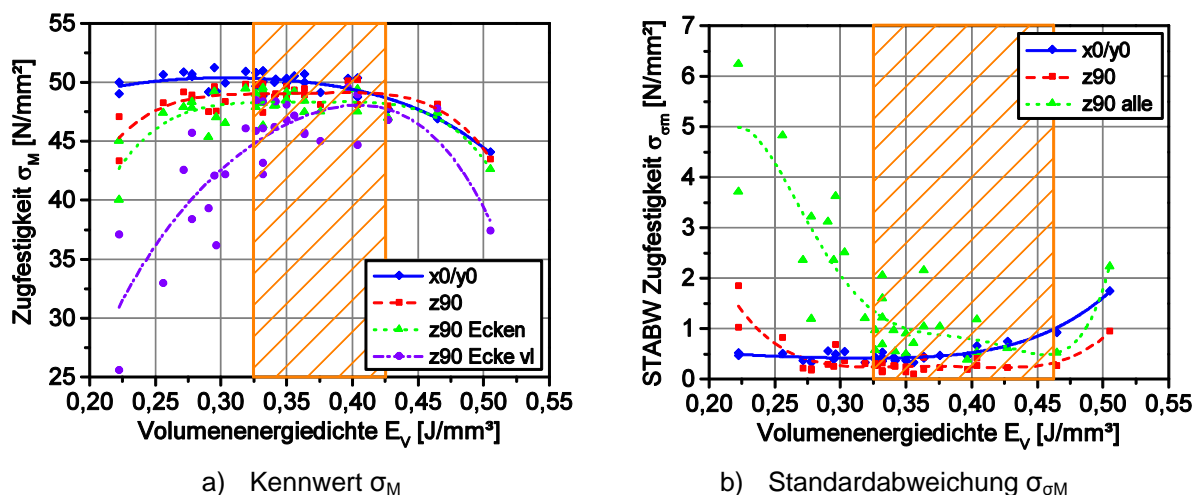 Zugfestigkeit σM [N/mm²]
55
50
45
40
35
30
25
0,20 0,25 0,30 0,35 0,40 0,45 0,50 0,55
Volumenenergiedichte EV [J/mm³]
x0/y0
z90
z90 Ecken
z90 Ecke vl
a) Kennwert σM
STABW Zugfestigkeit σσm [N/mm²]
7
6
5
4
3
2
1
0
0,20 0,25 0,30 0,35 0,40 0,45 0,50 0,55
Volumenenergiedichte EV [J/mm³]
x0/y0
z90
z90 alle
b) Standardabweichung σσM